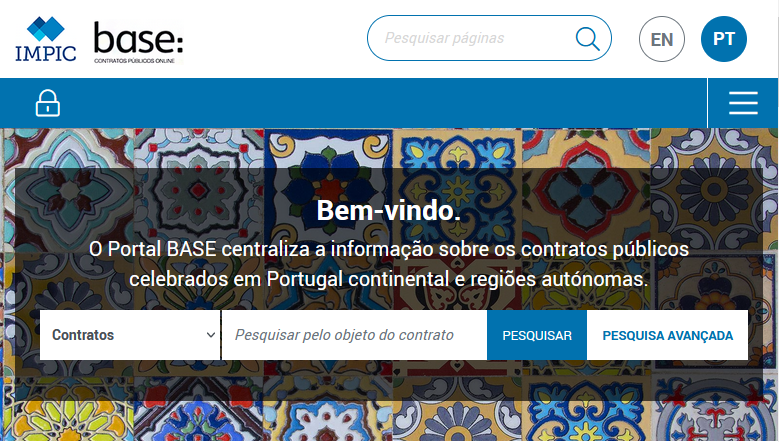 IMPIC
base:
CONTRATOS PÚBLICOS ONLINE
Pesquisar páginas
EN
PT
Bem-vindo.
O Portal BASE centraliza a informação sobre os contratos públicos
celebrados em Portugal continental e regiões autónomas.
Contratos
Pesquisar pelo objeto do contrato
PESQUISAR
PESQUISA AVANÇADA